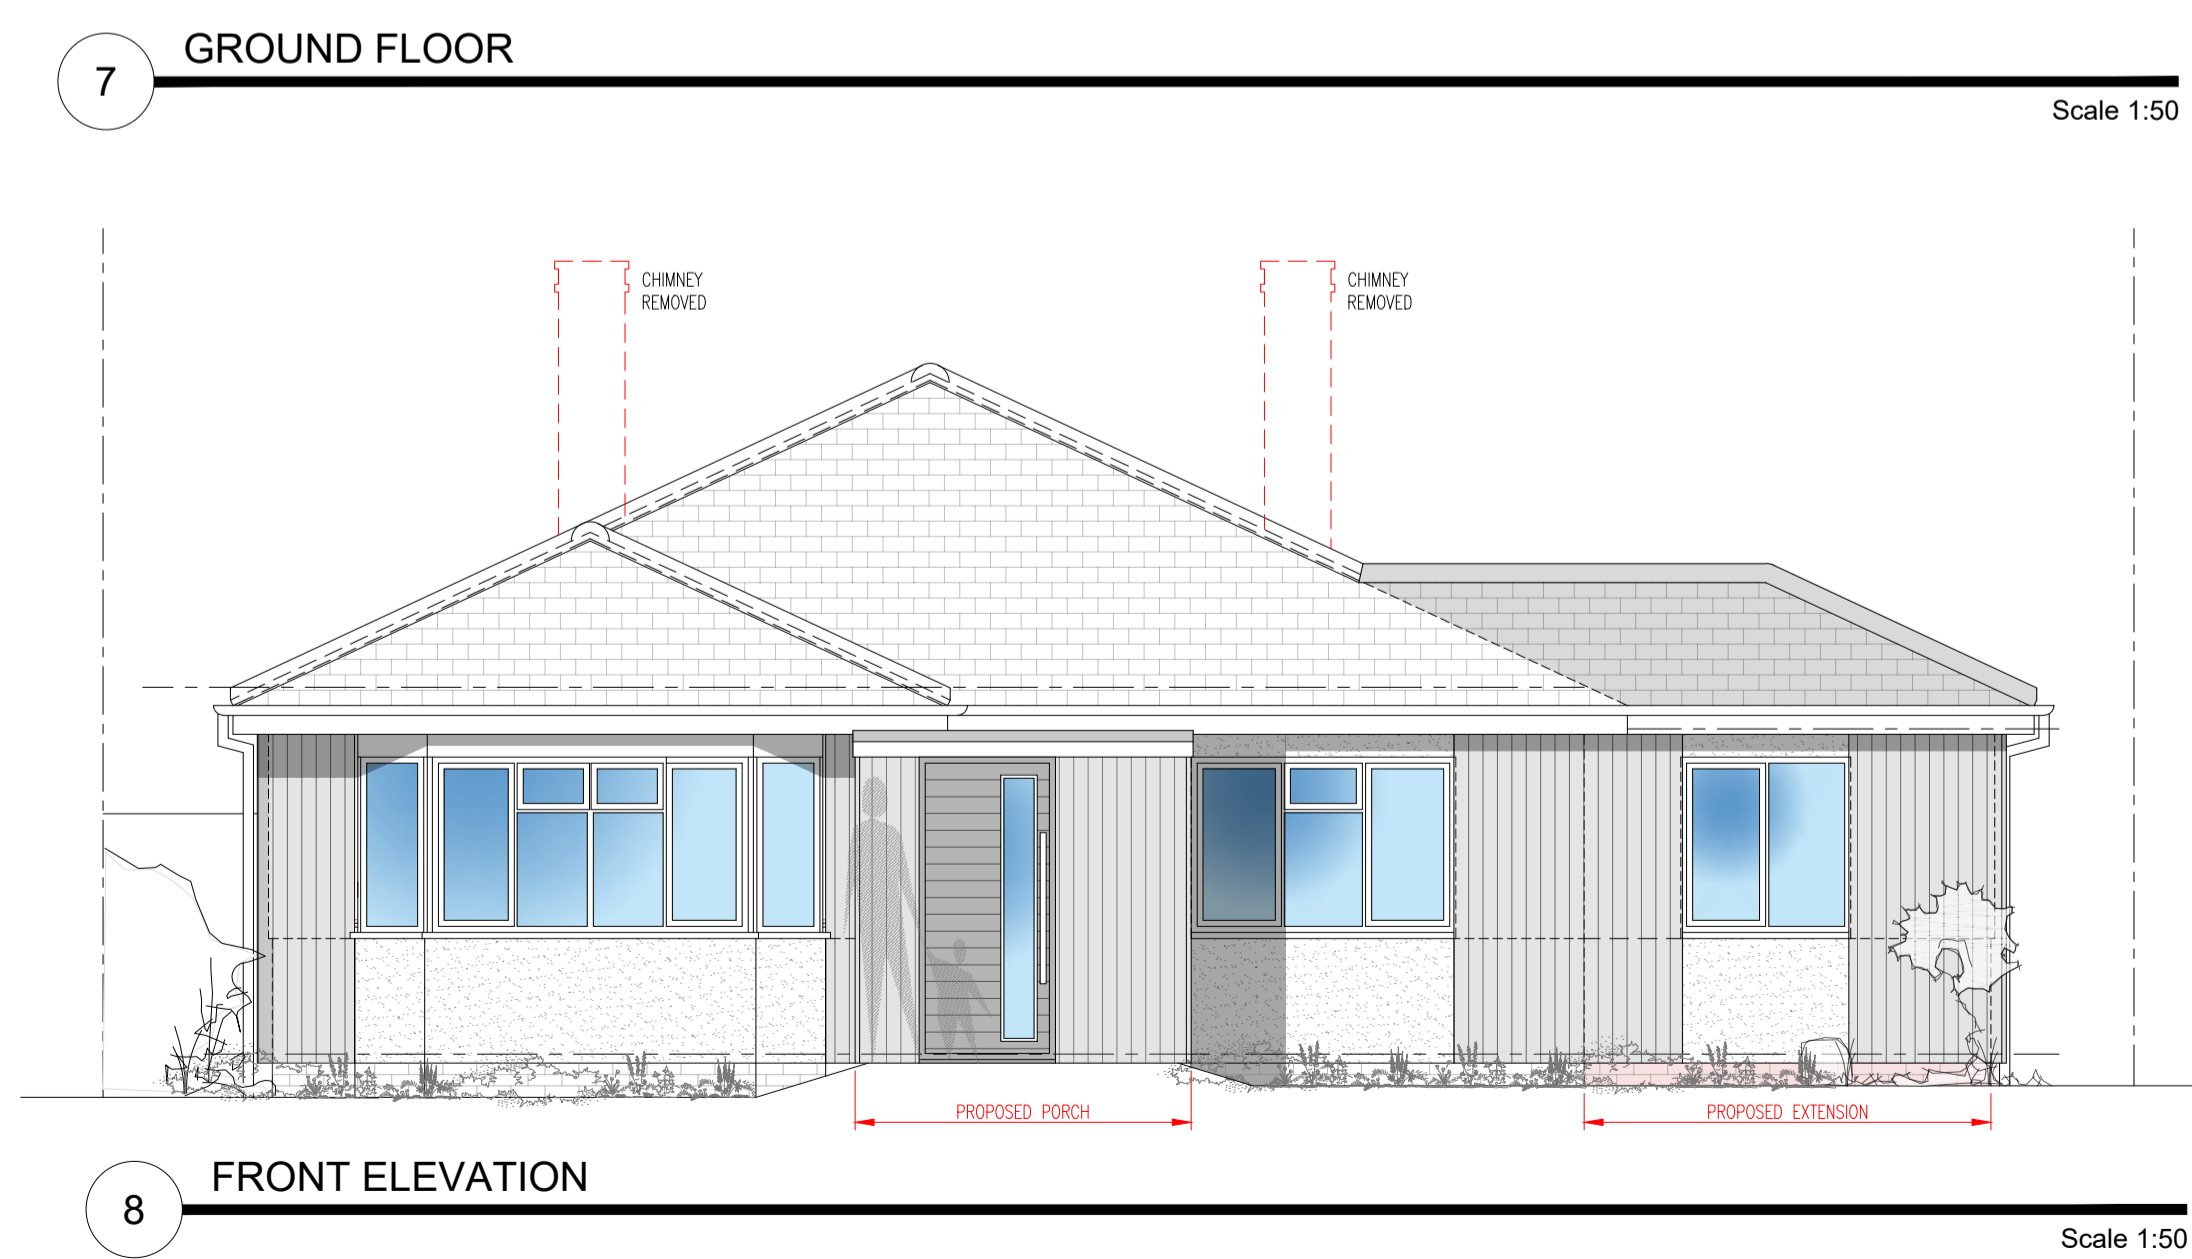 7
GROUND FLOOR
Scale 1:50
CHIMNEY
REMOVED
CHIMNEY
REMOVED
PROPOSED PORCH
PROPOSED EXTENSION
8
FRONT ELEVATION
Scale 1:50